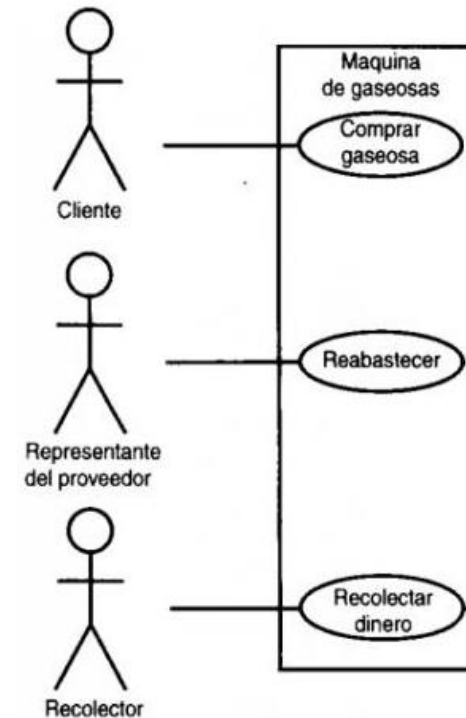 Maquina
de gaseosas
Comprar
gaseosa
Cliente
Reabastecer
Representante
del proveedor
Recolectar
dinero
Recolector